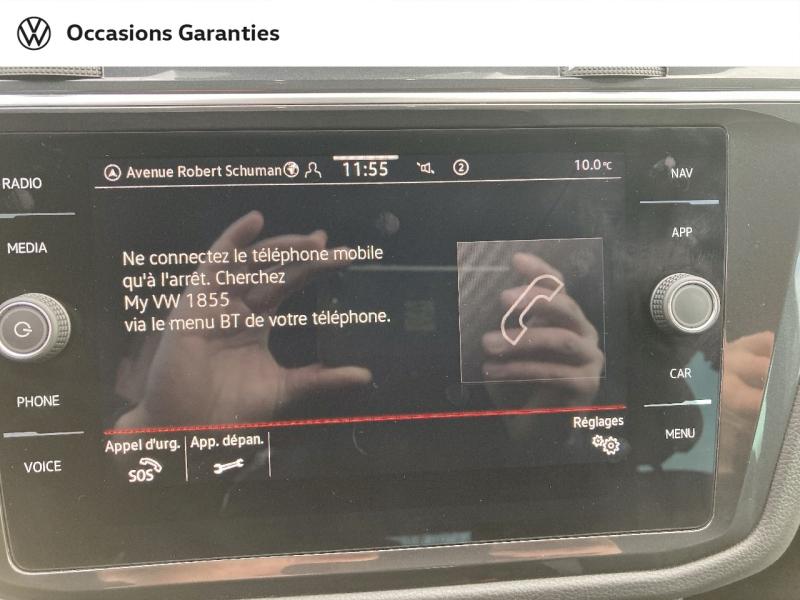 Occasions Garanties
RADIO
MEDIA
PHONE
VOICE
Avenue Robert Schuman 11:55 2 10.0°C
Ne connectez le téléphone mobile
qu'à l'arrêt. Cherchez
My VW 1855
via le menu BT de votre téléphone.
Appel d'urg. App. dépan. Réglages
SOS
NAV
APP
CAR
MENU